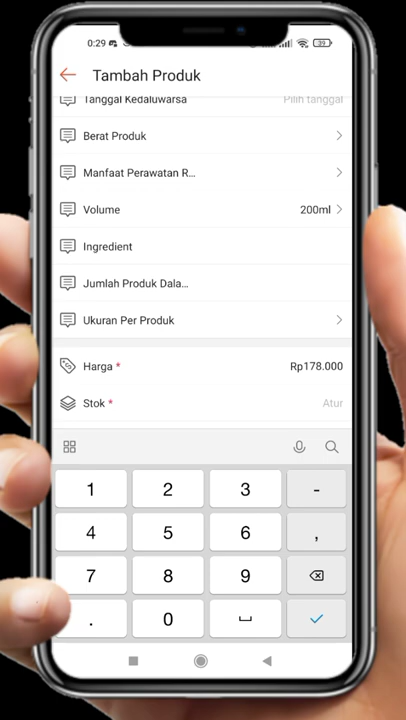 0:29
39
Tambah Produk
Tanggal Kedaluwarsa Pilih tanggal
Berat Produk
Manfaat Perawatan R...
Volume 200ml
Ingredient
Jumlah Produk Dala...
Ukuran Per Produk
Harga * Rp178.000
Stok * Atur
1 2 3 -
4 5 6 ,
7 8 9
. 0